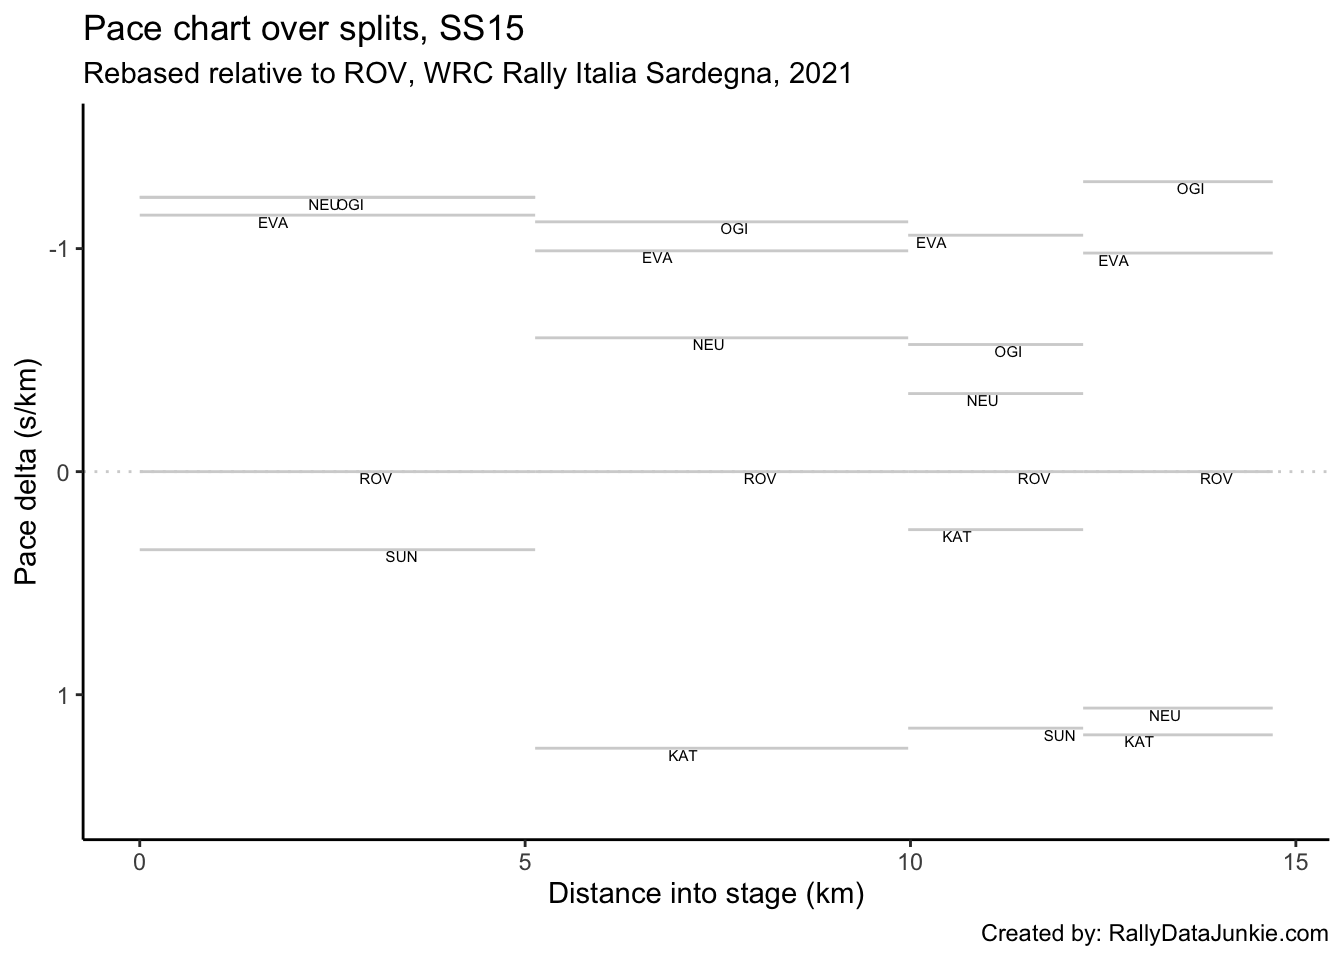 Pace chart over splits, SS15
Rebased relative to ROV, WRC Rally Italia Sardegna, 2021
Pace delta (s/km)
-1
0
1
OGI
NEU OGI
EVA
OGI
EVA
EVA
EVA
NEU
OGI
NEU
ROV ROV ROV ROV
KAT
SUN
NEU
SUN
KAT
KAT
0 5 10 15
Distance into stage (km)
Created by: RallyDataJunkie.com